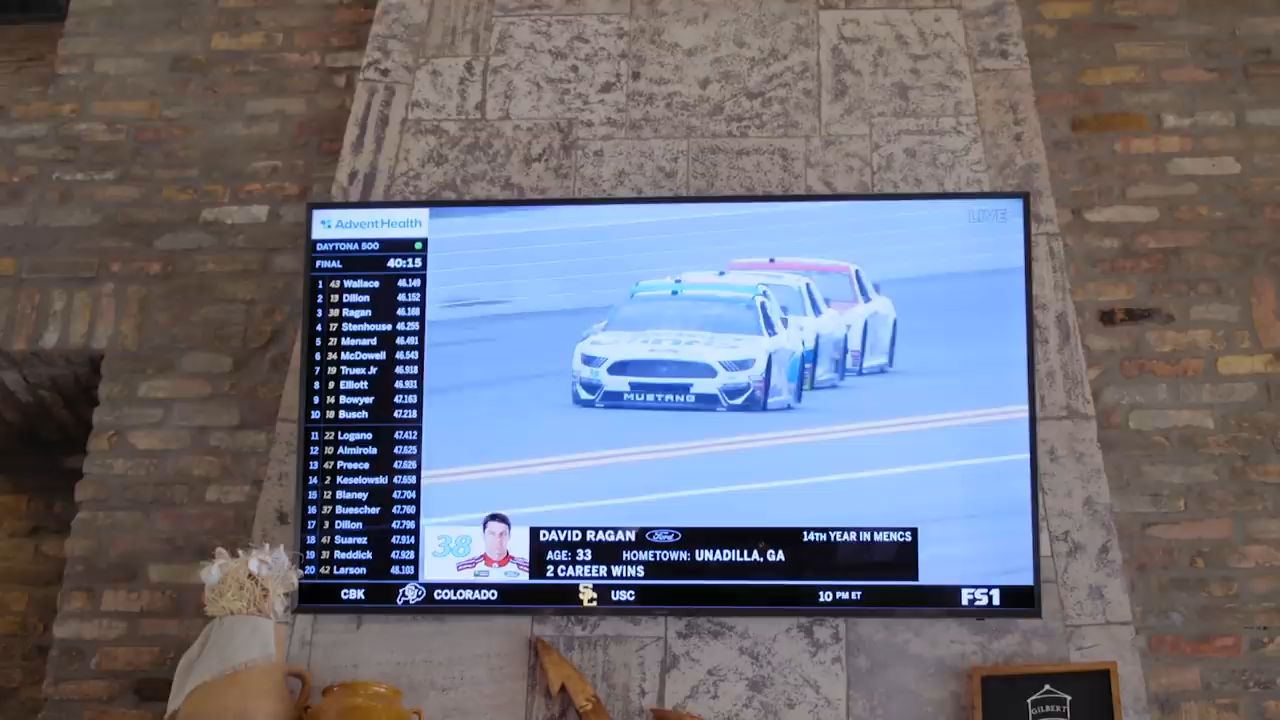 AdventHealth
LIVE
DAYTONA 500
FINAL 40:15
1 43 Wallace 46.149
2 13 Dillon 46.152
3 38 Ragan 46.168
4 17 Stenhouse 46.255
5 21 Menard 46.491
6 34 McDowell 46.543
7 19 Truex Jr 46.918
8 9 Elliott 46.931
9 14 Bowyer 47.163
10 18 Busch 47.218
11 22 Logano 47.412
12 10 Almirola 47.625
13 47 Preece 47.626
14 2 Keselowski 47.658
15 12 Blaney 47.704
16 37 Buescher 47.760
17 3 Dillon 47.796
18 41 Suarez 47.914
19 31 Reddick 47.928
20 42 Larson 48.103
MUSTANG
38
DAVID RAGAN Ford 14TH YEAR IN MENCS
AGE: 33 HOMETOWN: UNADILLA, GA
2 CAREER WINS
CBK CU COLORADO SC USC 10 PM ET FS1
GILBERT